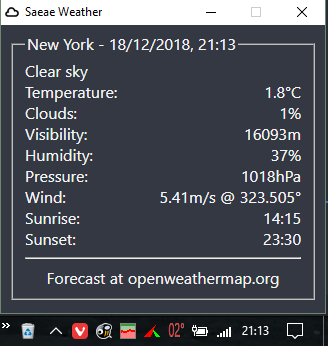 Saeae Weather
New York - 18/12/2018, 21:13
Clear sky
Temperature: 1.8°C
Clouds: 1%
Visibility: 16093m
Humidity: 37%
Pressure: 1018hPa
Wind: 5.41m/s @ 323.505°
Sunrise: 14:15
Sunset: 23:30
Forecast at openweathermap.org
» 02° 21:13